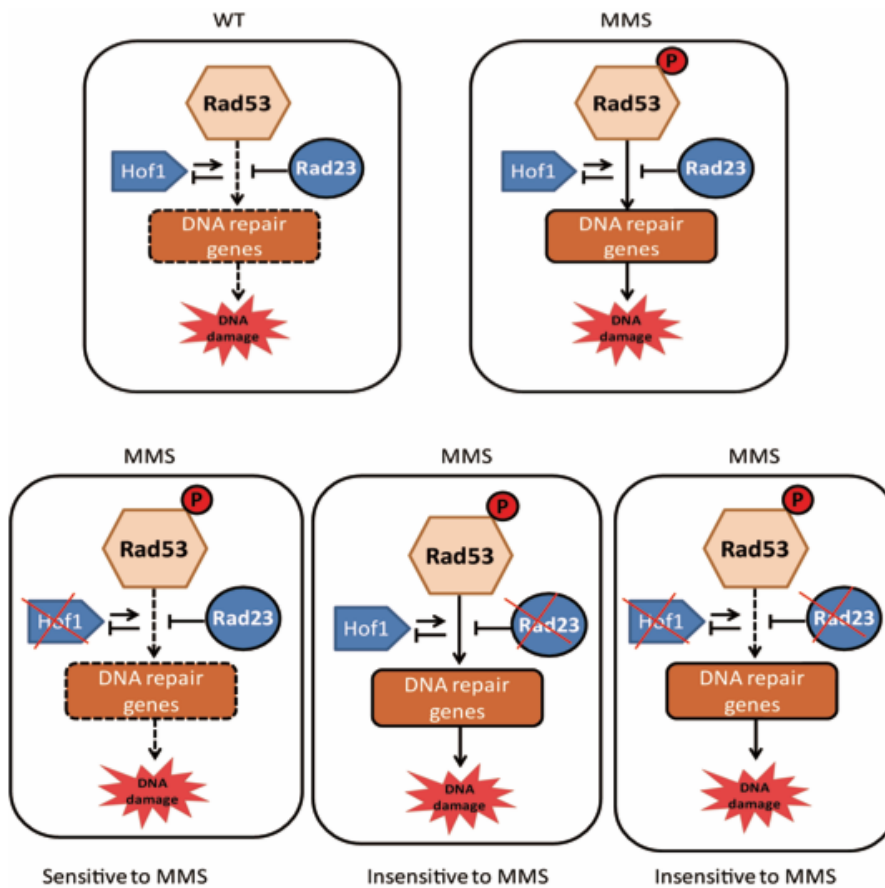 WT
P
Rad53
Hof1
Rad23
DNA repair
genes
DNA
damage
MMS
P
Rad53
Hof1
Rad23
DNA repair
genes
DNA
damage
MMS
P
Rad53
Hof1
Rad23
DNA repair
genes
DNA
damage
Sensitive to MMS
MMS
P
Rad53
Hof1
Rad23
DNA repair
genes
DNA
damage
Insensitive to MMS
MMS
P
Rad53
Hof1
Rad23
DNA repair
genes
DNA
damage
Insensitive to MMS